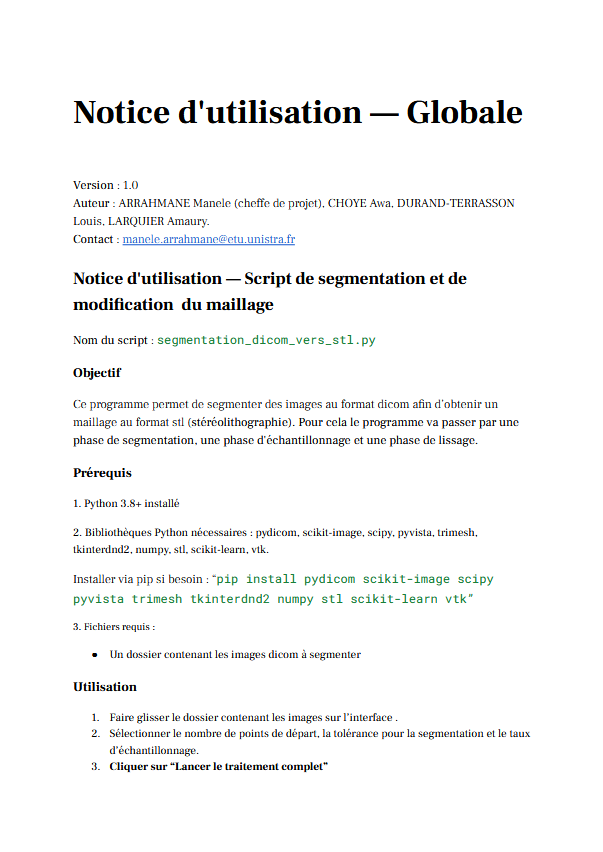 Notice d'utilisation — Globale
Version : 1.0
Auteur : ARRAHMANE Manele (cheffe de projet), CHOYE Awa, DURAND-TERRASSON
Louis, LARQUIER Amaury.
Contact : manele.arrahmane@etu.unistra.fr
Notice d'utilisation — Script de segmentation et de
modification  du maillage
Nom du script : segmentation_dicom_vers_stl.py
Objectif
Ce programme permet de segmenter des images au format dicom afin d’obtenir un
maillage au format stl (stéréolithographie). Pour cela le programme va passer par une
phase de segmentation, une phase d’échantillonnage et une phase de lissage.
Prérequis
1. Python 3.8+ installé
2. Bibliothèques Python nécessaires : pydicom, scikit-image, scipy, pyvista, trimesh,
tkinterdnd2, numpy, stl, scikit-learn, vtk.
Installer via pip si besoin : “pip install pydicom scikit-image scipy
pyvista trimesh tkinterdnd2 numpy stl scikit-learn vtk”
3. Fichiers requis :
● Un dossier contenant les images dicom à segmenter
Utilisation
1. Faire glisser le dossier contenant les images sur l’interface .
2. Sélectionner le nombre de points de départ, la tolérance pour la segmentation et le taux
d’échantillonnage.
3. Cliquer sur “Lancer le traitement complet”